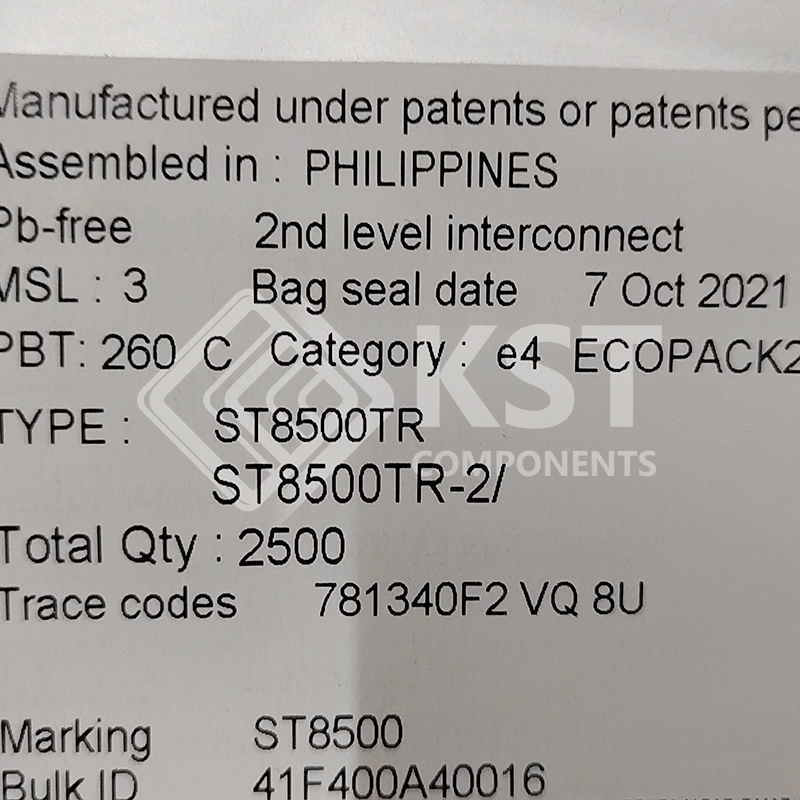 Manufactured under patents or patents pe
Assembled in : PHILIPPINES
Pb-free 2nd level interconnect
MSL : 3 Bag seal date 7 Oct 2021
PBT: 260 C Category : e4 ECOPACK2
KST
COMPONENTS
TYPE : ST8500TR
ST8500TR-2/
Total Qty : 2500
Trace codes 781340F2 VQ 8U
Marking ST8500
Bulk ID 41F400A40016